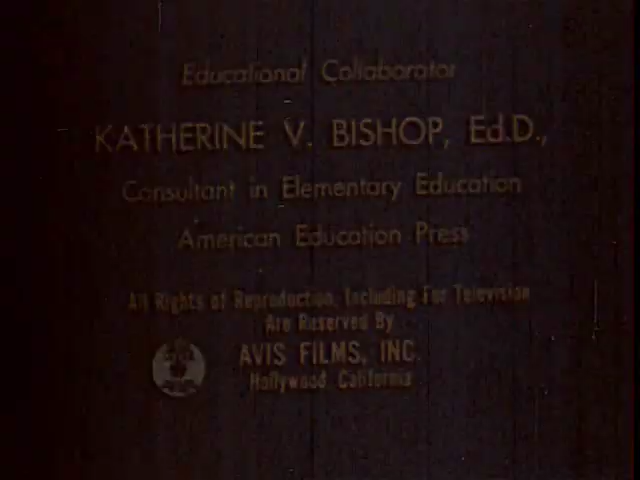 Educational Collaborator
KATHERINE V. BISHOP, Ed.D.,
Consultant in Elementary Education
American Education Press
All Rights of Reproduction, Including For Television
Are Reserved By
AVIS FILMS, INC.
Hollywood California